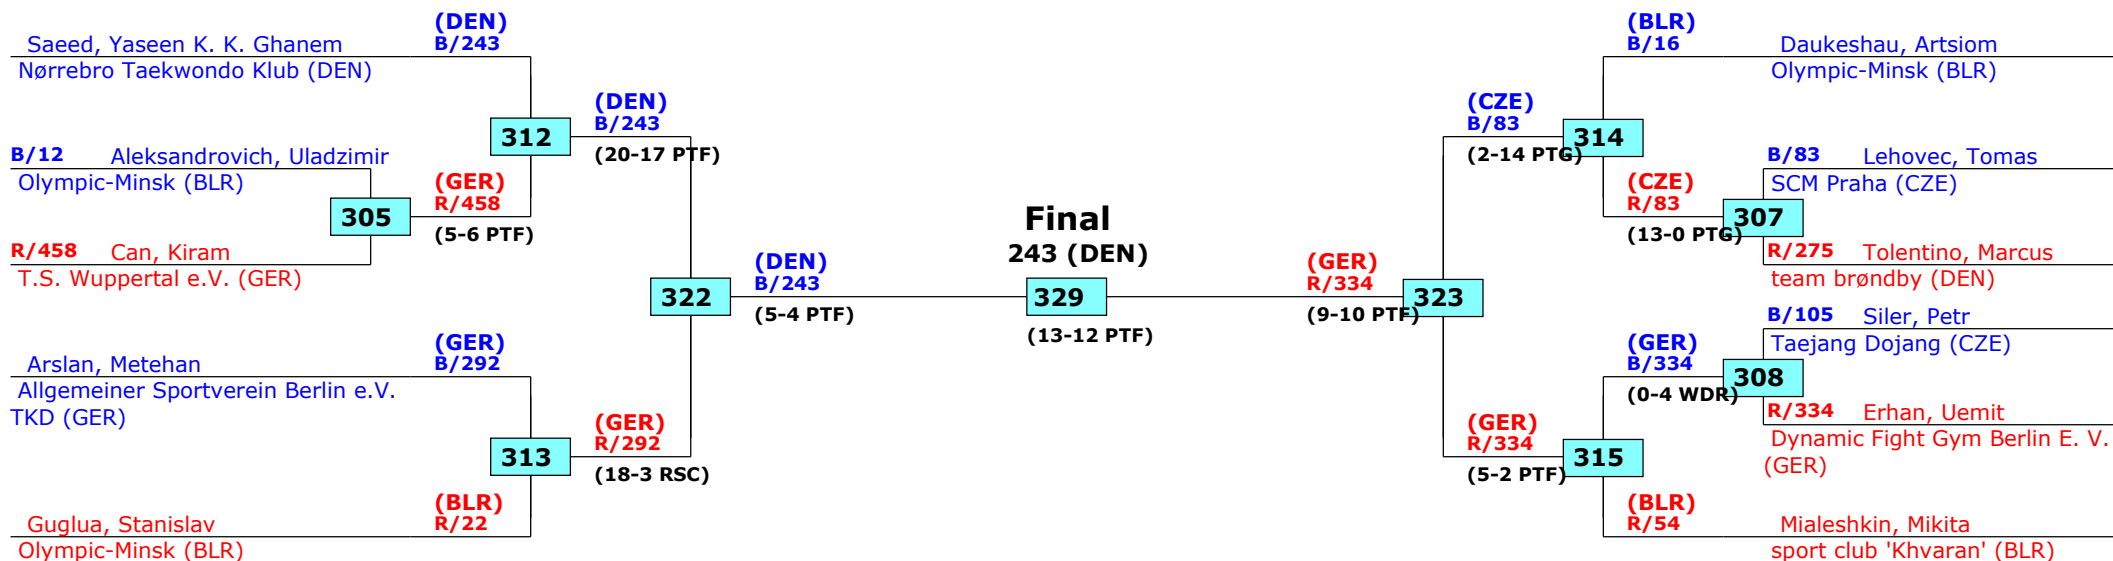 (DEN)
B/243
Saeed, Yaseen K. K. Ghanem
Nørrebro Taekwondo Klub (DEN)
312
(DEN)
B/243
(20-17 PTF)
B/12 Aleksandrovich, Uladzimir
Olympic-Minsk (BLR)
305
(GER)
R/458
(5-6 PTF)
R/458 Can, Kiram
T.S. Wuppertal e.V. (GER)
322
(DEN)
B/243
(5-4 PTF)
Arslan, Metehan
(GER)
B/292
Allgemeiner Sportverein Berlin e.V.
TKD (GER)
313
(GER)
R/292
(18-3 RSC)
(BLR)
R/22
Guglua, Stanislav
Olympic-Minsk (BLR)
Final
243 (DEN)
329
(13-12 PTF)
(GER)
R/334
(9-10 PTF)
323
(CZE)
B/83
(2-14 PTG)
314
(BLR)
B/16
Daukeshau, Artsiom
Olympic-Minsk (BLR)
(CZE)
R/83
(13-0 PTG)
307
B/83 Lehovec, Tomas
SCM Praha (CZE)
R/275 Tolentino, Marcus
team brøndby (DEN)
(GER)
R/334
(5-2 PTF)
315
(GER)
B/334
(0-4 WDR)
308
B/105 Siler, Petr
Taejang Dojang (CZE)
R/334 Erhan, Uemit
Dynamic Fight Gym Berlin E. V.
(GER)
(BLR)
R/54
Mialeshkin, Mikita
sport club 'Khvaran' (BLR)